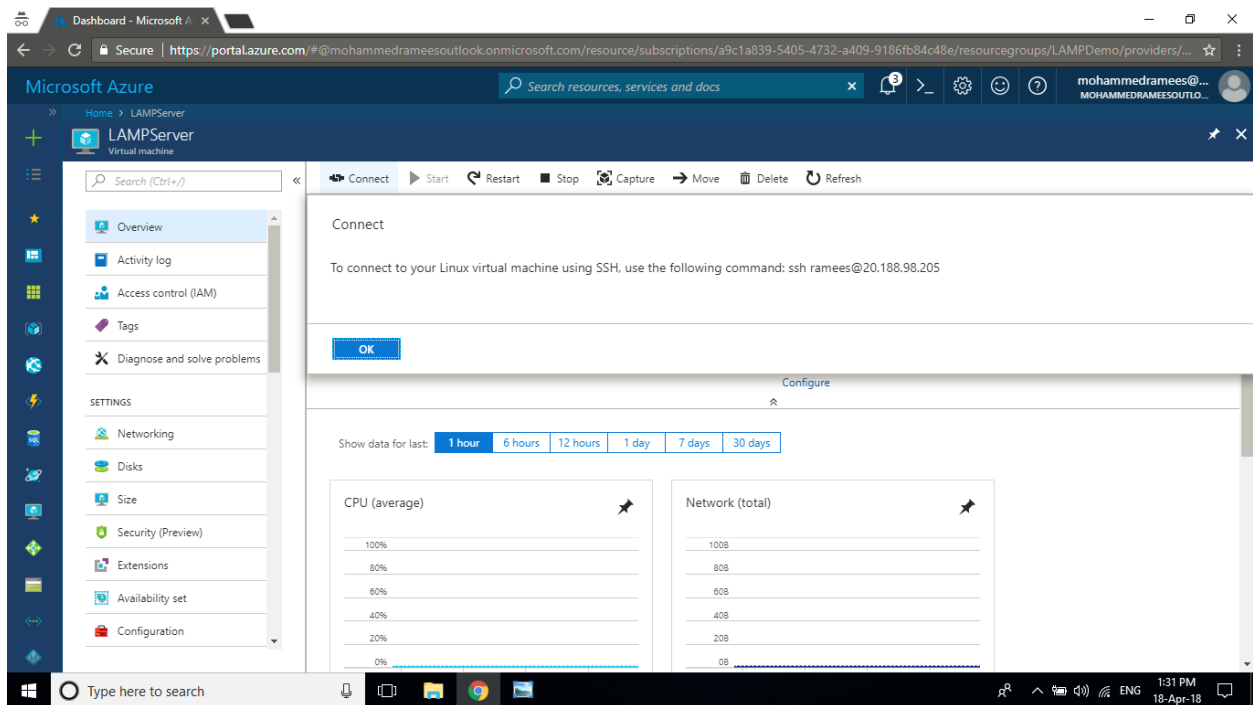 Dashboard - Microsoft A
Secure | https://portal.azure.com/#@mohammedrameesoutlook.onmicrosoft.com/resource/subscriptions/a9c1a839-5405-4732-a409-9186fb84c48e/resourcegroups/LAMPDemo/providers/...
Microsoft Azure
Search resources, services and docs
3
mohammedramees@...
MOHAMMEDRAMEESOUTLO...
Home > LAMPServer
LAMPServer
Virtual machine
Search (Ctrl+/)
Connect Start Restart Stop Capture Move Delete Refresh
Overview
Activity log
Access control (IAM)
Tags
Diagnose and solve problems
SETTINGS
Networking
Disks
Size
Security (Preview)
Extensions
Availability set
Configuration
Connect
To connect to your Linux virtual machine using SSH, use the following command: ssh ramees@20.188.98.205
OK
Configure
Show data for last: 1 hour 6 hours 12 hours 1 day 7 days 30 days
CPU (average)
100%
80%
60%
40%
20%
0%
Network (total)
100B
80B
60B
40B
20B
0B
SQL
Type here to search
ENG
1:31 PM
18-Apr-18